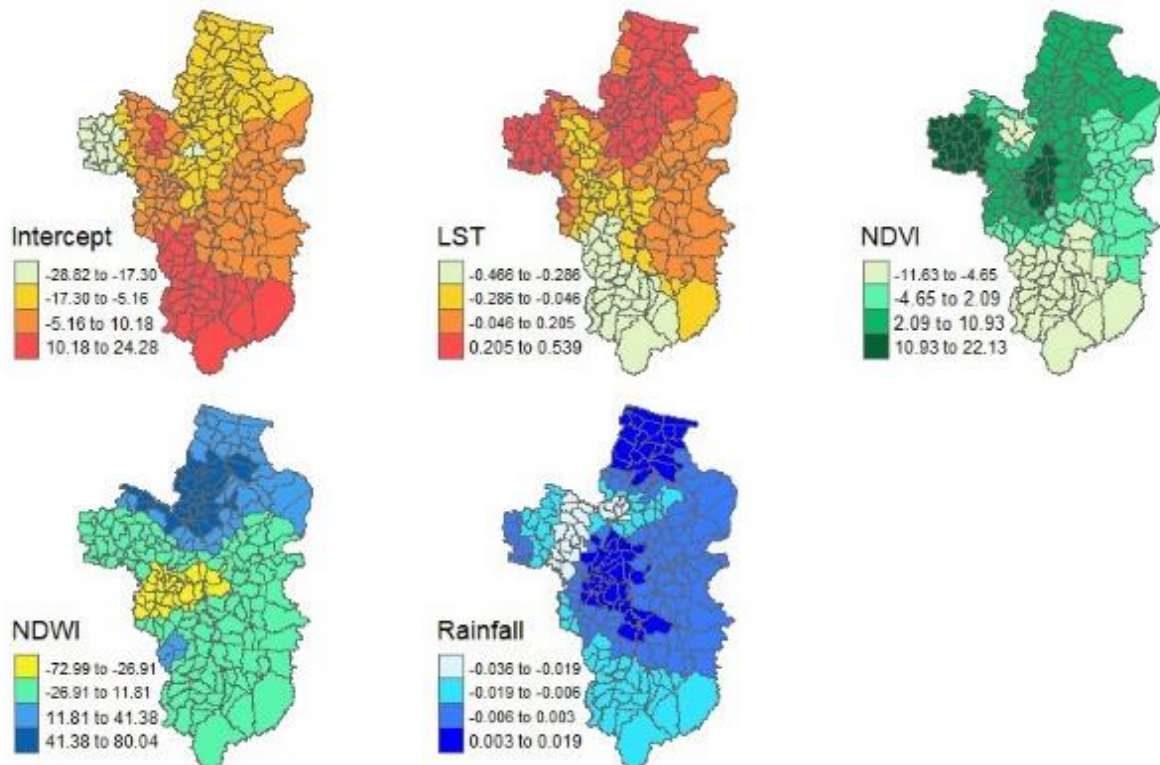 Intercept
-28.82 to -17.30
-17.30 to -5.16
-5.16 to 10.18
10.18 to 24.28
LST
-0.466 to -0.286
-0.286 to -0.046
-0.046 to 0.205
0.205 to 0.539
NDVI
-11.63 to -4.65
-4.65 to 2.09
2.09 to 10.93
10.93 to 22.13
NDWI
-72.99 to -26.91
-26.91 to 11.81
11.81 to 41.38
41.38 to 80.04
Rainfall
-0.036 to -0.019
-0.019 to -0.006
-0.006 to 0.003
0.003 to 0.019